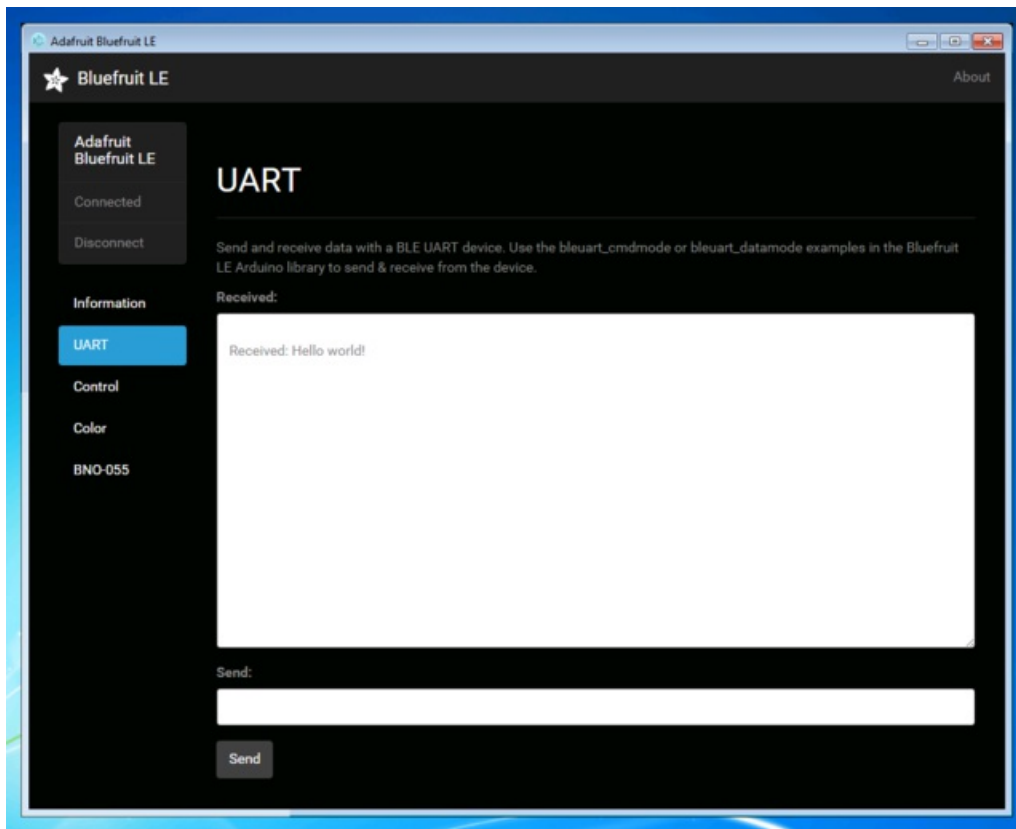 Adafruit Bluefruit LE
Bluefruit LE
About
Adafruit
Bluefruit LE
Connected
Disconnect
Information
UART
Control
Color
BNO-055
UART
Send and receive data with a BLE UART device. Use the bleuart_cmdmode or bleuart_datamode examples in the Bluefruit
LE Arduino library to send & receive from the device.
Received:
Received: Hello world!
Send:
Send